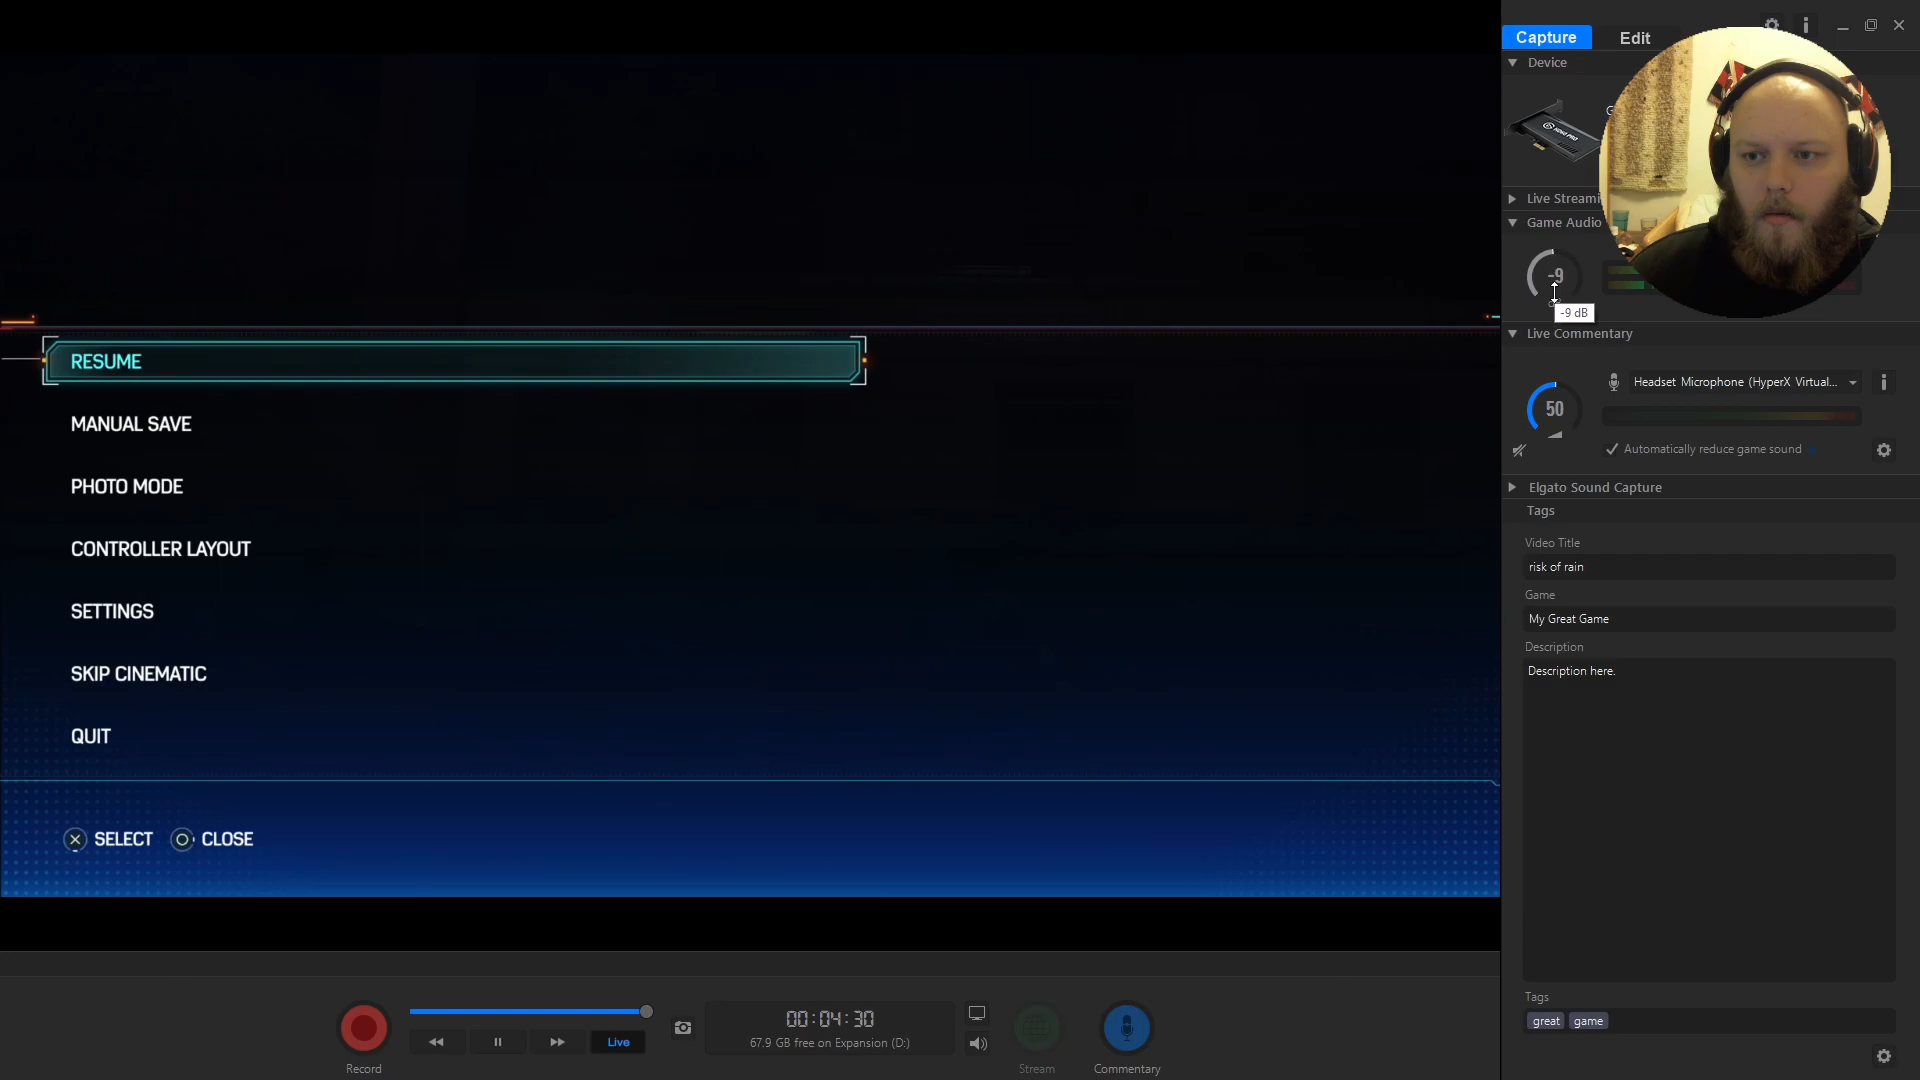 Capture
Edit
Device
G
Live Streami
Game Audio
-9
-9 dB
Live Commentary
Headset Microphone (HyperX Virtual...
50
Automatically reduce game sound
Elgato Sound Capture
Tags
Video Title
risk of rain
Game
My Great Game
Description
Description here.
Tags
great
game
RESUME
MANUAL SAVE
PHOTO MODE
CONTROLLER LAYOUT
SETTINGS
SKIP CINEMATIC
QUIT
SELECT
CLOSE
Live
00:04:30
67.9 GB free on Expansion (D:)
Record
Stream
Commentary